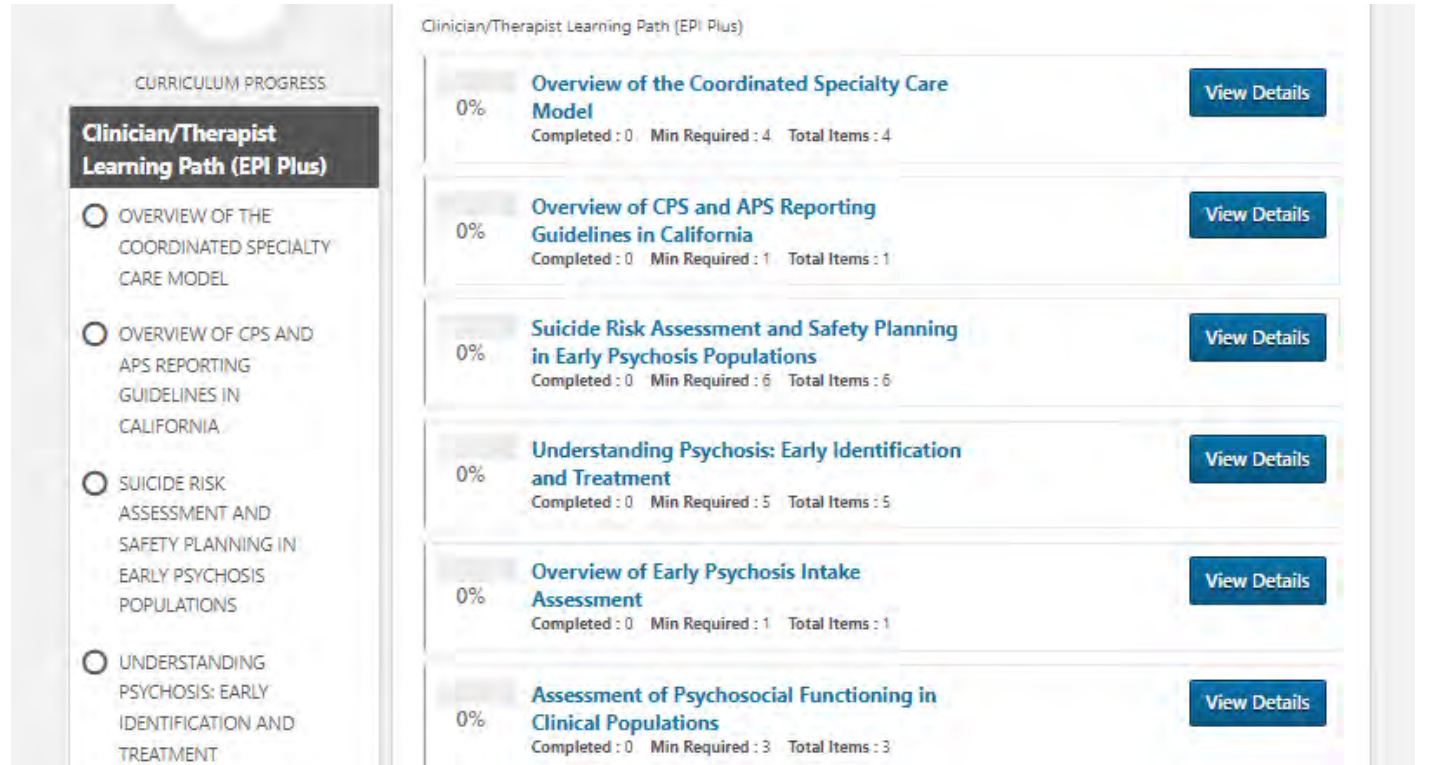 CURRICULUM PROGRESS
Clinician/Therapist
Learning Path (EPI Plus)
OVERVIEW OF THE
COORDINATED SPECIALTY
CARE MODEL
OVERVIEW OF CPS AND
APS REPORTING
GUIDELINES IN
CALIFORNIA
SUICIDE RISK
ASSESSMENT AND
SAFETY PLANNING IN
EARLY PSYCHOSIS
POPULATIONS
UNDERSTANDING
PSYCHOSIS: EARLY
IDENTIFICATION AND
TREATMENT
Clinician/Therapist Learning Path (EPI Plus)
0%
Overview of the Coordinated Specialty Care
Model
Completed : 0 Min Required : 4 Total Items : 4
View Details
0%
Overview of CPS and APS Reporting
Guidelines in California
Completed : 0 Min Required : 1 Total Items : 1
View Details
0%
Suicide Risk Assessment and Safety Planning
in Early Psychosis Populations
Completed : 0 Min Required : 6 Total Items : 6
View Details
0%
Understanding Psychosis: Early Identification
and Treatment
Completed : 0 Min Required : 5 Total Items : 5
View Details
0%
Overview of Early Psychosis Intake
Assessment
Completed : 0 Min Required : 1 Total Items : 1
View Details
0%
Assessment of Psychosocial Functioning in
Clinical Populations
Completed : 0 Min Required : 3 Total Items : 3
View Details